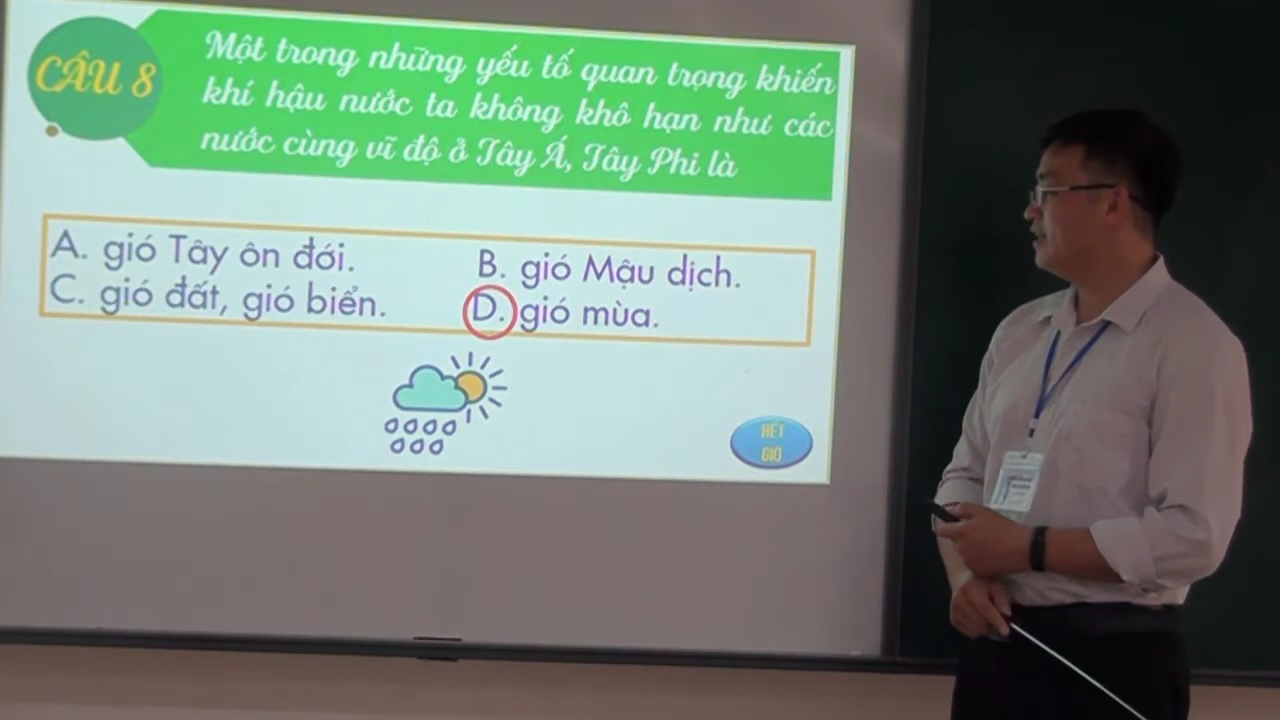 CÂU 8
Một trong những yếu tố quan trọng khiến
khí hậu nước ta không khô hạn như các
nước cùng vĩ độ ở Tây Á, Tây Phi là
A. gió Tây ôn đới.
B. gió Mậu dịch.
C. gió đất, gió biển.
D. gió mùa.
HẾT
GIỜ